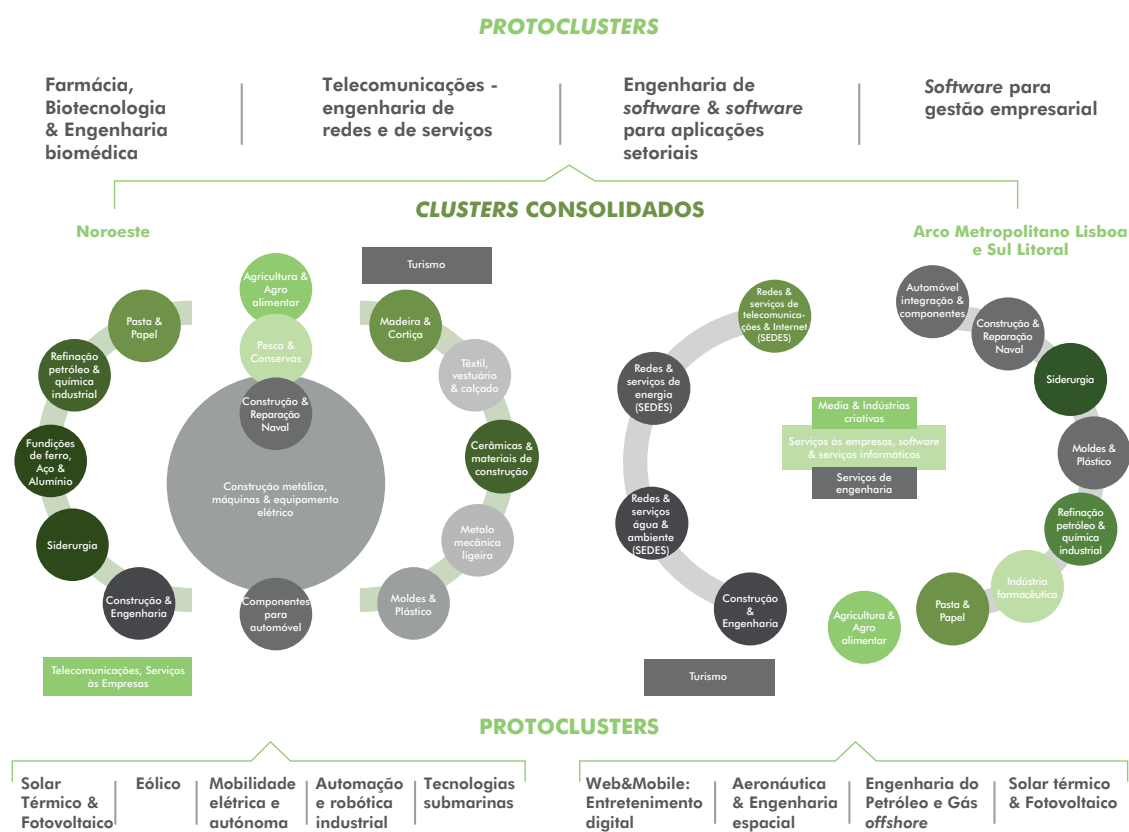 PROTOCLUSTERS
Farmácia,
Biotecnologia
& Engenharia
biomédica
Telecomunicações -
engenharia de
redes e de serviços
Engenharia de
software & software
para aplicações
setoriais
Software para
gestão empresarial
CLUSTERS CONSOLIDADOS
Noroeste
Turismo
Agricultura &
Agro
alimentar
Pesca &
Conservas
Construção &
Reparação
Naval
Construção metálica,
máquinas & equipamento
elétrico
Componentes
para
automóvel
Pasta &
Papel
Refinação
petróleo &
química
industrial
Fundições
de ferro,
Aço &
Alumínio
Siderurgia
Construção &
Engenharia
Madeira &
Cortiça
Têxtil,
vestuário
& calçado
Cerâmicas &
materiais de
construção
Metalo
mecânica
ligeira
Moldes &
Plástico
Telecomunicações, Serviços
às Empresas
Arco Metropolitano Lisboa
e Sul Litoral
Redes &
serviços de
telecomunica-
ções & Internet
(SEDES)
Redes &
serviços de
energia
(SEDES)
Redes &
serviços
água &
ambiente
(SEDES)
Construção
&
Engenharia
Turismo
Media & Indústrias
criativas
Serviços às empresas, software
& serviços informáticos
Serviços de
engenharia
Automóvel
integração &
componentes
Construção &
Reparação
Naval
Siderurgia
Moldes &
Plástico
Refinação
petróleo &
química
industrial
Indústria
farmacêutica
Pasta &
Papel
Agricultura &
Agro
alimentar
PROTOCLUSTERS
Solar
Térmico &
Fotovoltaico
Eólico
Mobilidade
elétrica e
autónoma
Automação
e robótica
industrial
Tecnologias
submarinas
Web&Mobile:
Entretenimento
digital
Aeronáutica
& Engenharia
espacial
Engenharia do
Petróleo e Gás
offshore
Solar térmico
& Fotovoltaico